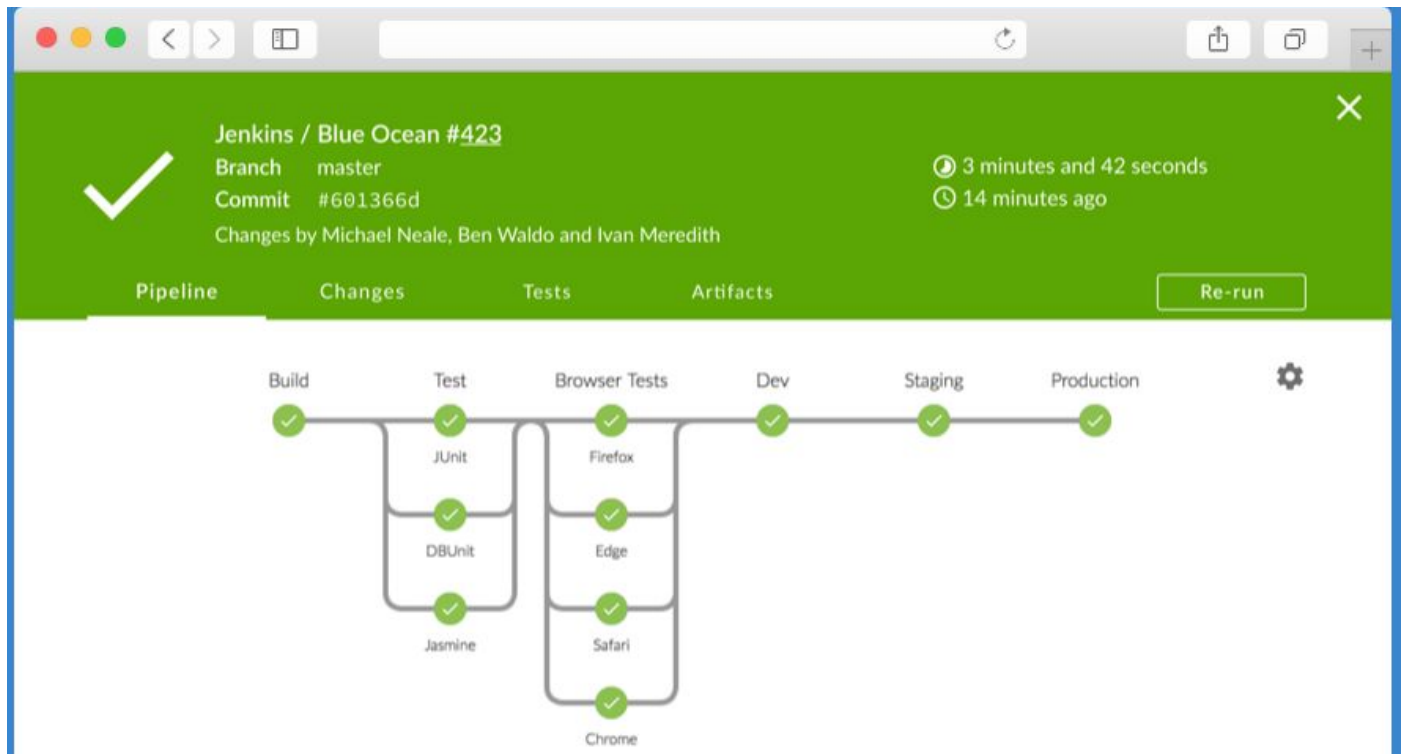 Jenkins / Blue Ocean #423
Branch master
Commit #601366d
Changes by Michael Neale, Ben Waldo and Ivan Meredith
3 minutes and 42 seconds
14 minutes ago
Pipeline Changes Tests Artifacts Re-run
Build Test Browser Tests Dev Staging Production
JUnit Firefox
DBUnit Edge
Jasmine Safari
Chrome